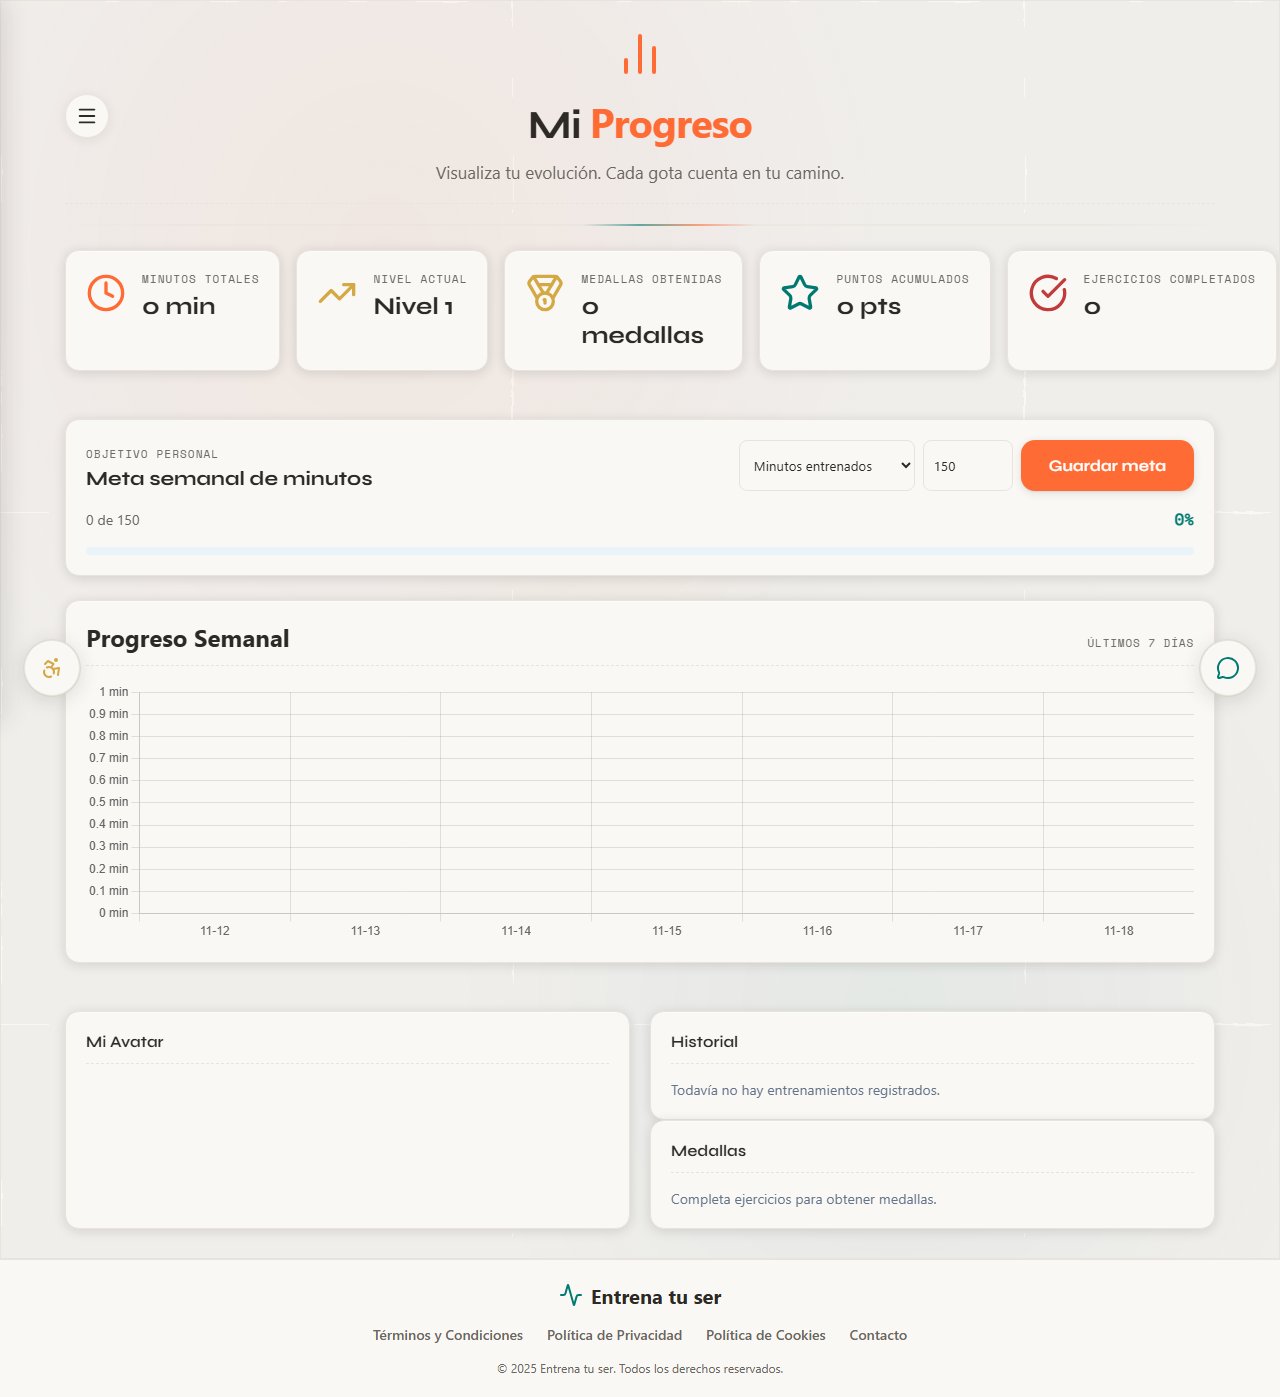 Mi Progreso
Visualiza tu evolución. Cada gota cuenta en tu camino.
MINUTOS TOTALES
0 min
NIVEL ACTUAL
Nivel 1
MEDALLAS OBTENIDAS
0
medallas
PUNTOS ACUMULADOS
0 pts
EJERCICIOS COMPLETADOS
0
OBJETIVO PERSONAL
Meta semanal de minutos
Minutos entrenados
150
Guardar meta
0 de 150
0%
Progreso Semanal
ÚLTIMOS 7 DÍAS
1 min
0.9 min
0.8 min
0.7 min
0.6 min
0.5 min
0.4 min
0.3 min
0.2 min
0.1 min
0 min
11-12 11-13 11-14 11-15 11-16 11-17 11-18
Mi Avatar
Historial
Todavía no hay entrenamientos registrados.
Medallas
Completa ejercicios para obtener medallas.
Entrena tu ser
Términos y Condiciones Política de Privacidad Política de Cookies Contacto
© 2025 Entrena tu ser. Todos los derechos reservados.